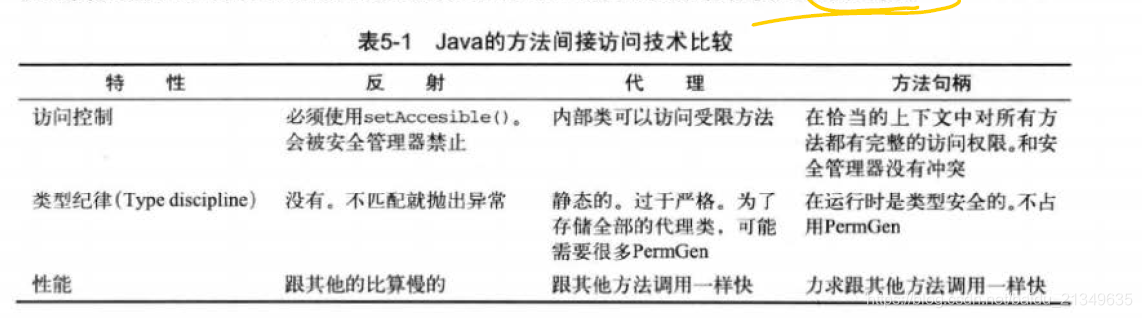 表5-1 Java的方法间接访问技术比较
特 性 反 射 代 理 方法句柄
访问控制 必须使用setAccesible()。 内部类可以访问受限方法 在恰当的上下文中对所有方
会被安全管理器禁止 法都有完整的访问权限。和安
全管理器没有冲突
类型纪律(Type discipline) 没有。不匹配就抛出异常 静态的。过于严格。为了 在运行时是类型安全的。不占
存储全部的代理类，可能 用PermGen
需要很多PermGen
性能 跟其他的比算慢的 跟其他方法调用一样快 力求跟其他方法调用一样快
https://blog.csdn.net/baidu_21349635